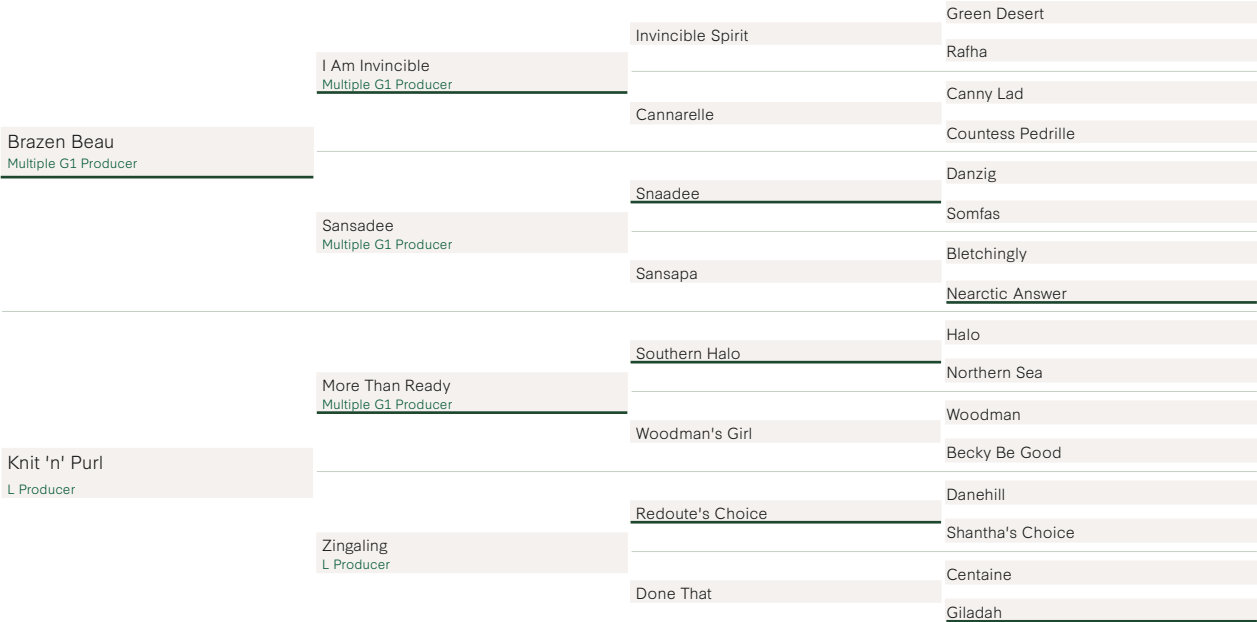 Brazen Beau
Multiple G1 Producer
Knit 'n' Purl
L Producer
I Am Invincible
Multiple G1 Producer
Sansadee
Multiple G1 Producer
More Than Ready
Multiple G1 Producer
Zingaling
L Producer
Invincible Spirit
Cannarelle
Snaadee
Sansapa
Southern Halo
Woodman's Girl
Redoute's Choice
Done That
Green Desert
Rafha
Canny Lad
Countess Pedrille
Danzig
Somfas
Bletchingly
Nearctic Answer
Halo
Northern Sea
Woodman
Becky Be Good
Danehill
Shantha's Choice
Centaine
Giladah